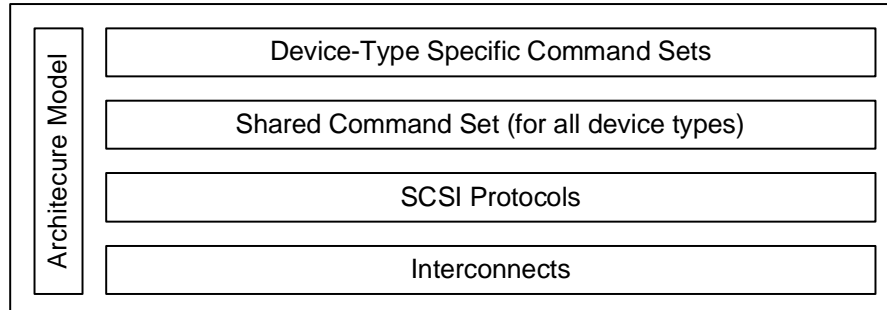 Architecure Model
Device-Type Specific Command Sets
Shared Command Set (for all device types)
SCSI Protocols
Interconnects